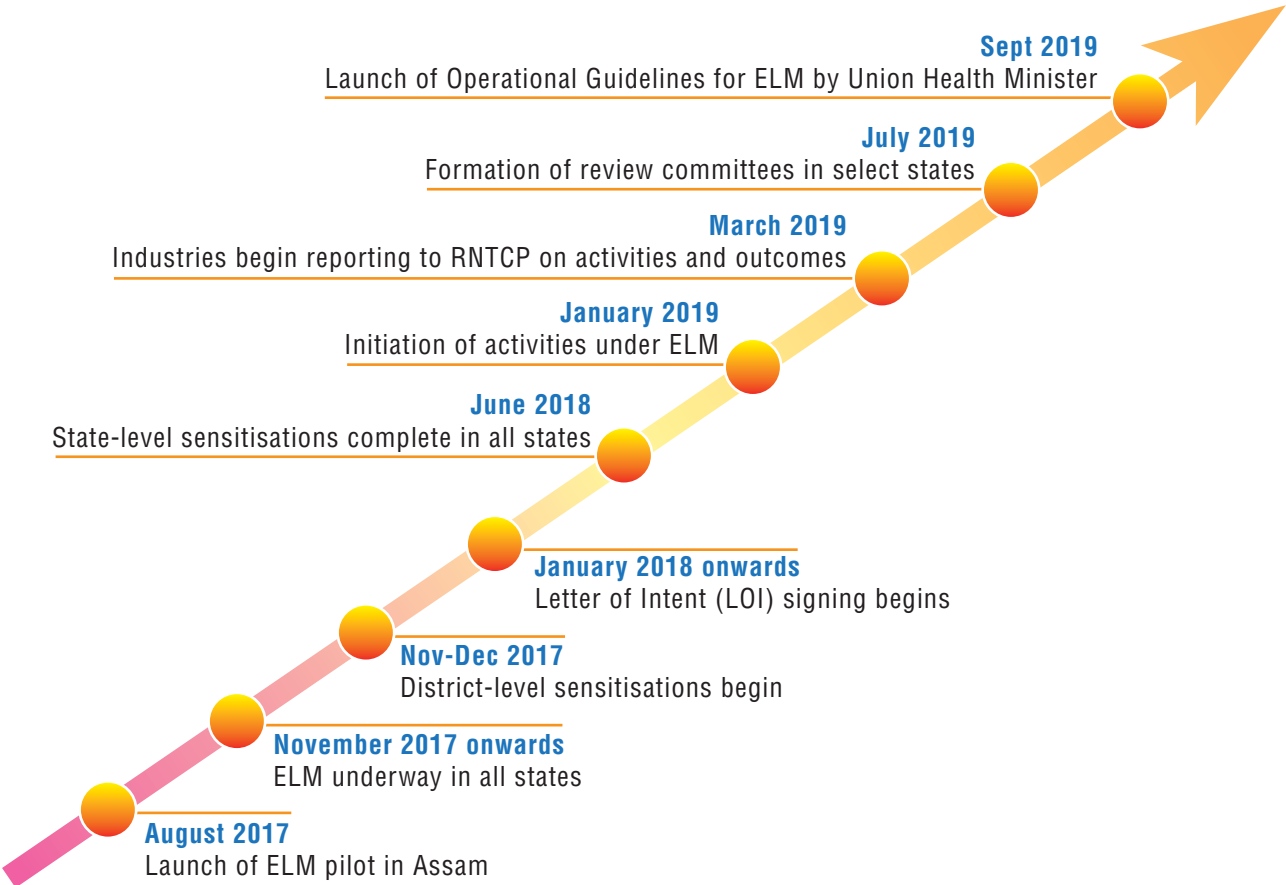 Sept 2019
Launch of Operational Guidelines for ELM by Union Health Minister
July 2019
Formation of review committees in select states
March 2019
Industries begin reporting to RNTCP on activities and outcomes
January 2019
Initiation of activities under ELM
June 2018
State-level sensitisations complete in all states
January 2018 onwards
Letter of Intent (LOI) signing begins
Nov-Dec 2017
District-level sensitisations begin
November 2017 onwards
ELM underway in all states
August 2017
Launch of ELM pilot in Assam